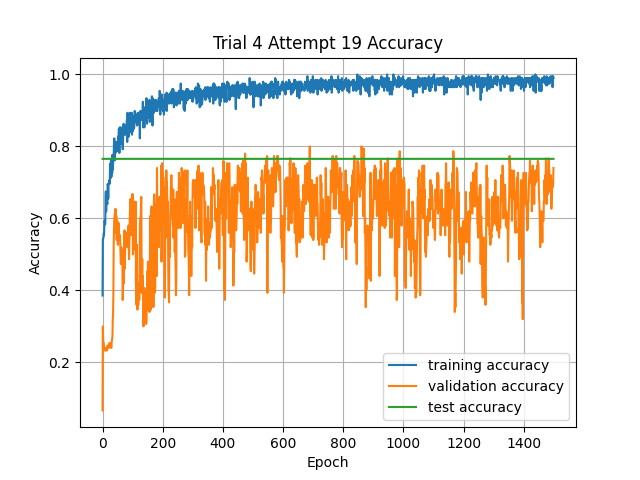 Trial 4 Attempt 19 Accuracy
1.0
0.8
0.6
0.4
0.2
Accuracy
training accuracy
validation accuracy
test accuracy
0 200 400 600 800 1000 1200 1400
Epoch